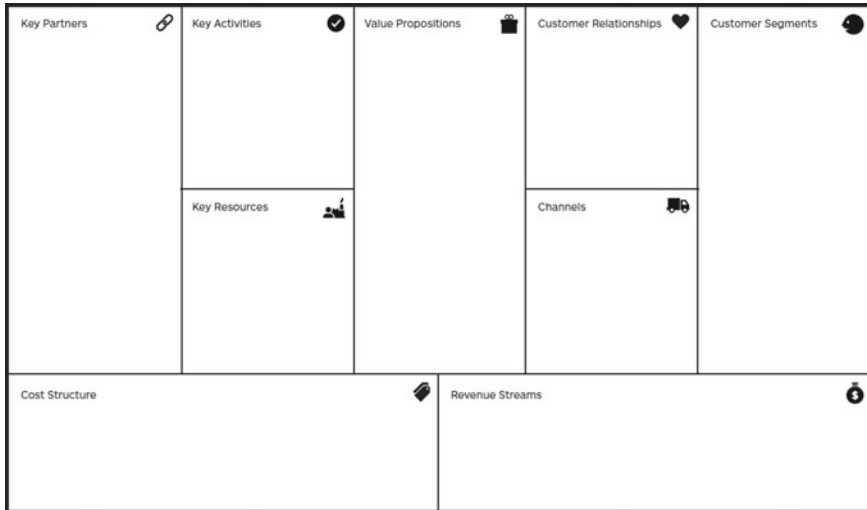 Key Partners
Key Activities
Value Propositions
Customer Relationships
Customer Segments
Key Resources
Channels
Cost Structure
Revenue Streams